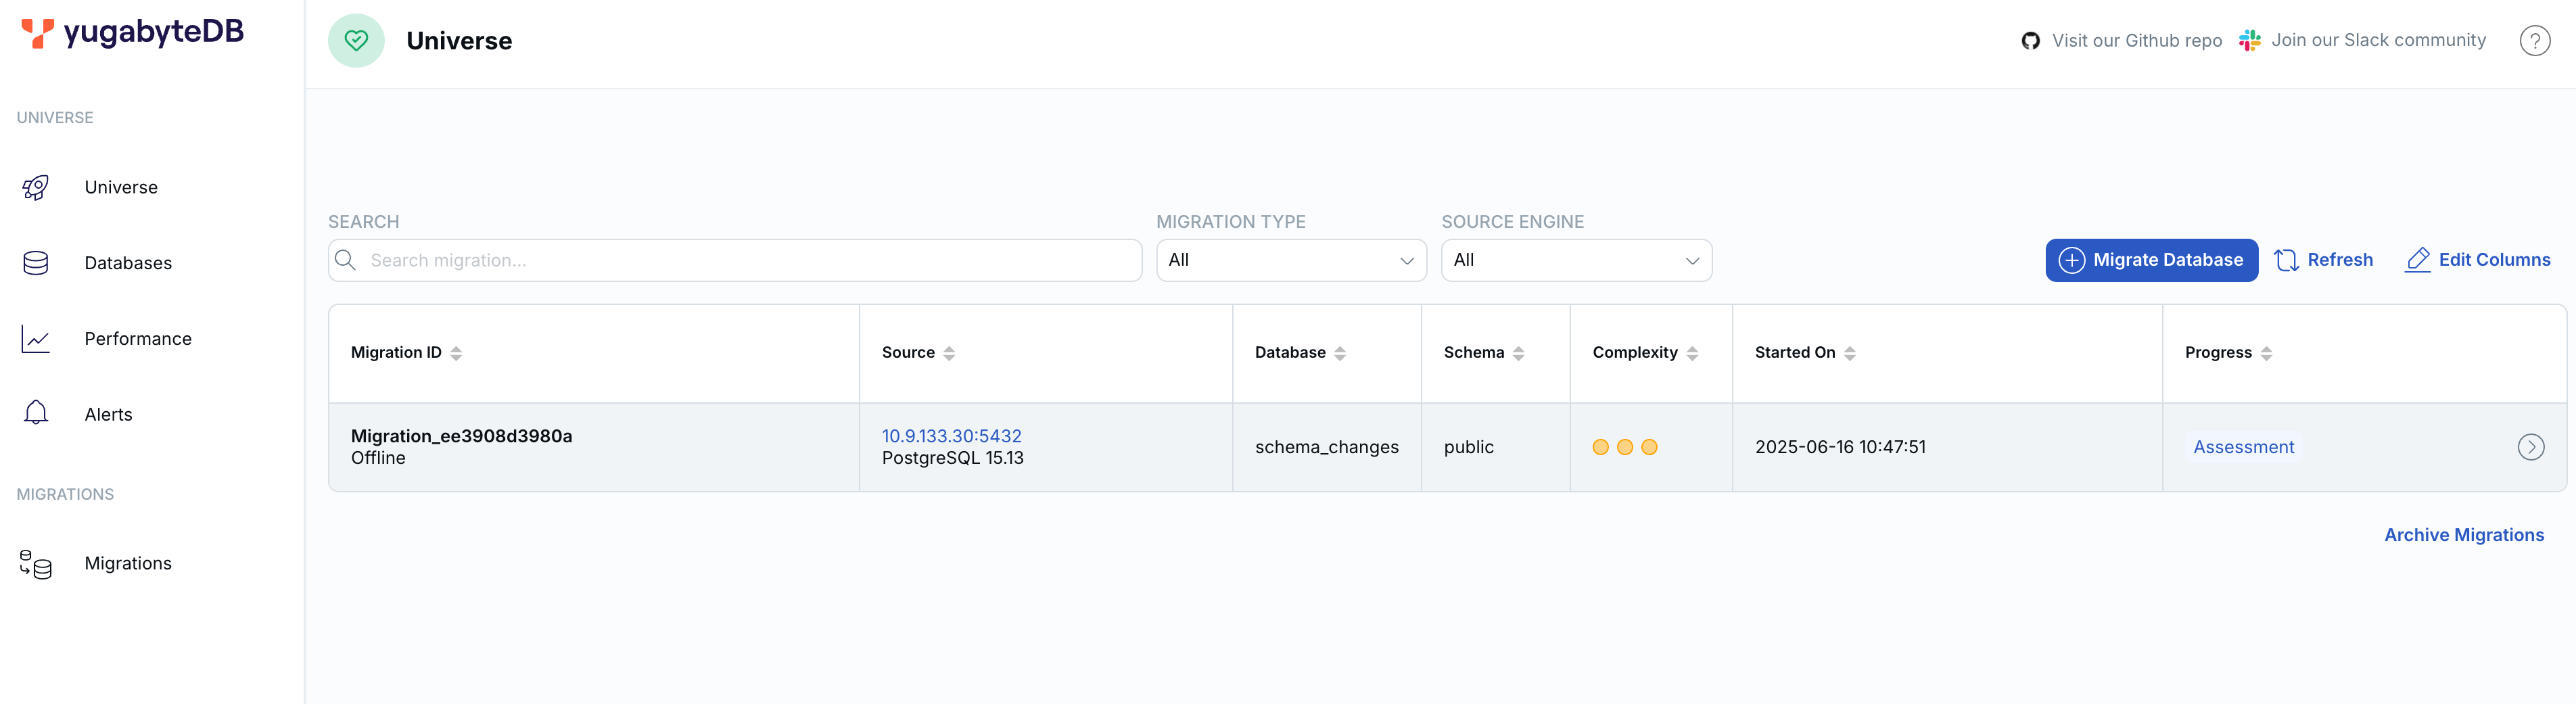 yugabyteDB
Universe
Visit our Github repo
Join our Slack community
?
UNIVERSE
Universe
Databases
Performance
Alerts
MIGRATIONS
Migrations
SEARCH
MIGRATION TYPE
SOURCE ENGINE
Search migration...
All
All
Migrate Database
Refresh
Edit Columns
Migration ID
Source
Database
Schema
Complexity
Started On
Progress
Migration_ee3908d3980a
Offline
10.9.133.30:5432
PostgreSQL 15.13
schema_changes
public
2025-06-16 10:47:51
Assessment
Archive Migrations